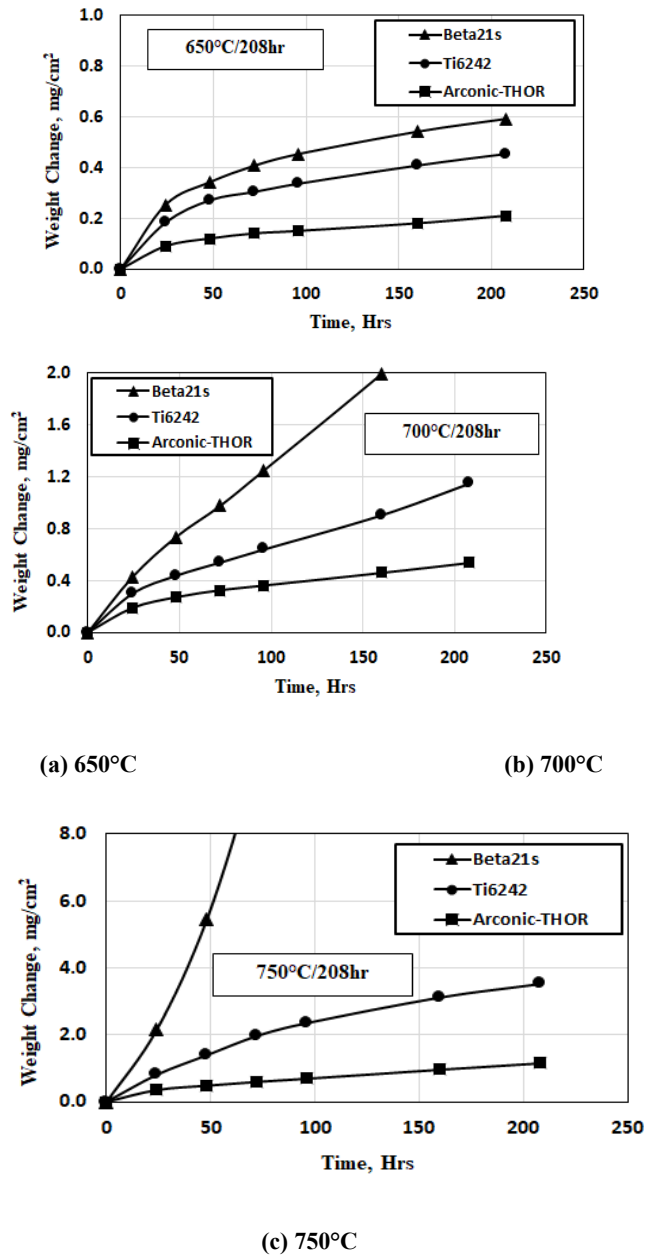 1.0
0.8
0.6
0.4
0.2
0.0
Weight Change, mg/cm²
650°C/208hr
Beta21s
Ti6242
Arconic-THOR
0 50 100 150 200 250
Time, Hrs
2.0
1.6
1.2
0.8
0.4
0.0
Weight Change, mg/cm²
Beta21s
Ti6242
Arconic-THOR
700°C/208hr
0 50 100 150 200 250
Time, Hrs
(a) 650°C (b) 700°C
8.0
6.0
4.0
2.0
0.0
Weight Change, mg/cm²
Beta21s
Ti6242
Arconic-THOR
750°C/208hr
0 50 100 150 200 250
Time, Hrs
(c) 750°C